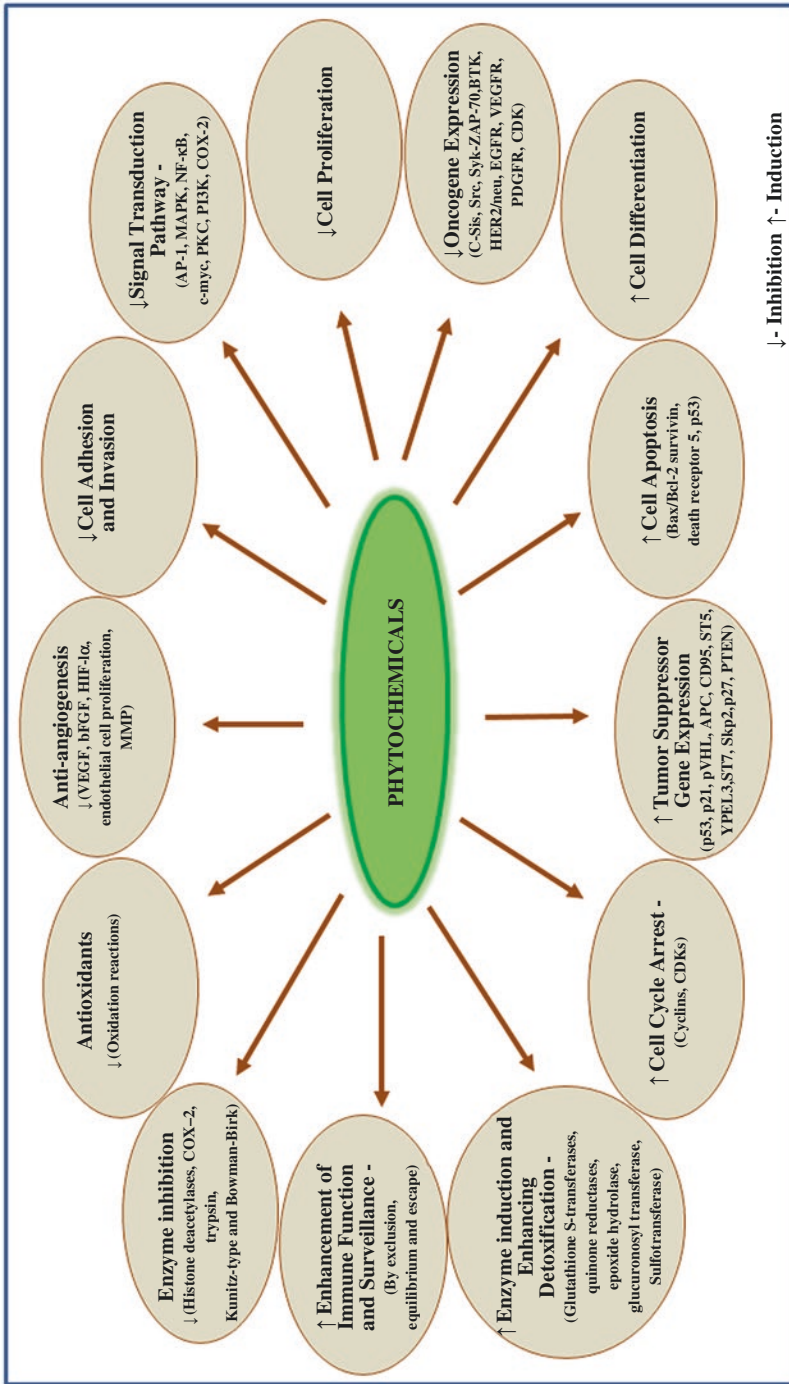 PHYTOCHEMICALS
Anti-angiogenesis
↓(VEGF, bFGF, HIF-lα,
endothelial cell proliferation,
MMP)
↓Cell Adhesion
and Invasion
↓Signal Transduction
Pathway -
(AP-1, MAPK, NF-κB,
c-myc, PKC, PI3K, COX-2)
↓Cell Proliferation
↓Oncogene Expression
(C-Sis, Src, Syk-ZAP-70,BTK,
HER2/neu, EGFR, VEGFR,
PDGFR, CDK)
↑ Cell Differentiation
↑ Cell Apoptosis
(Bax/Bcl-2 survivin,
death receptor 5, p53)
↑ Tumor Suppressor
Gene Expression
(p53, p21, pVHL, APC, CD95, ST5,
YPEL3,ST7, Skp2,p27, PTEN)
↑ Cell Cycle Arrest -
(Cyclins, CDKs)
↑ Enzyme induction and
Enhancing
Detoxification -
(Glutathione S-transferases,
quinone reductases,
epoxide hydrolase,
glucuronosyl transferase,
Sulfotransferase)
↑ Enhancement of
Immune Function
and Surveillance -
(By exclusion,
equilibrium and escape)
Enzyme inhibition
↓(Histone deacetylases, COX–2,
trypsin,
Kunitz-type and Bowman-Birk)
Antioxidants
↓(Oxidation reactions)
↓- Inhibition ↑- Induction